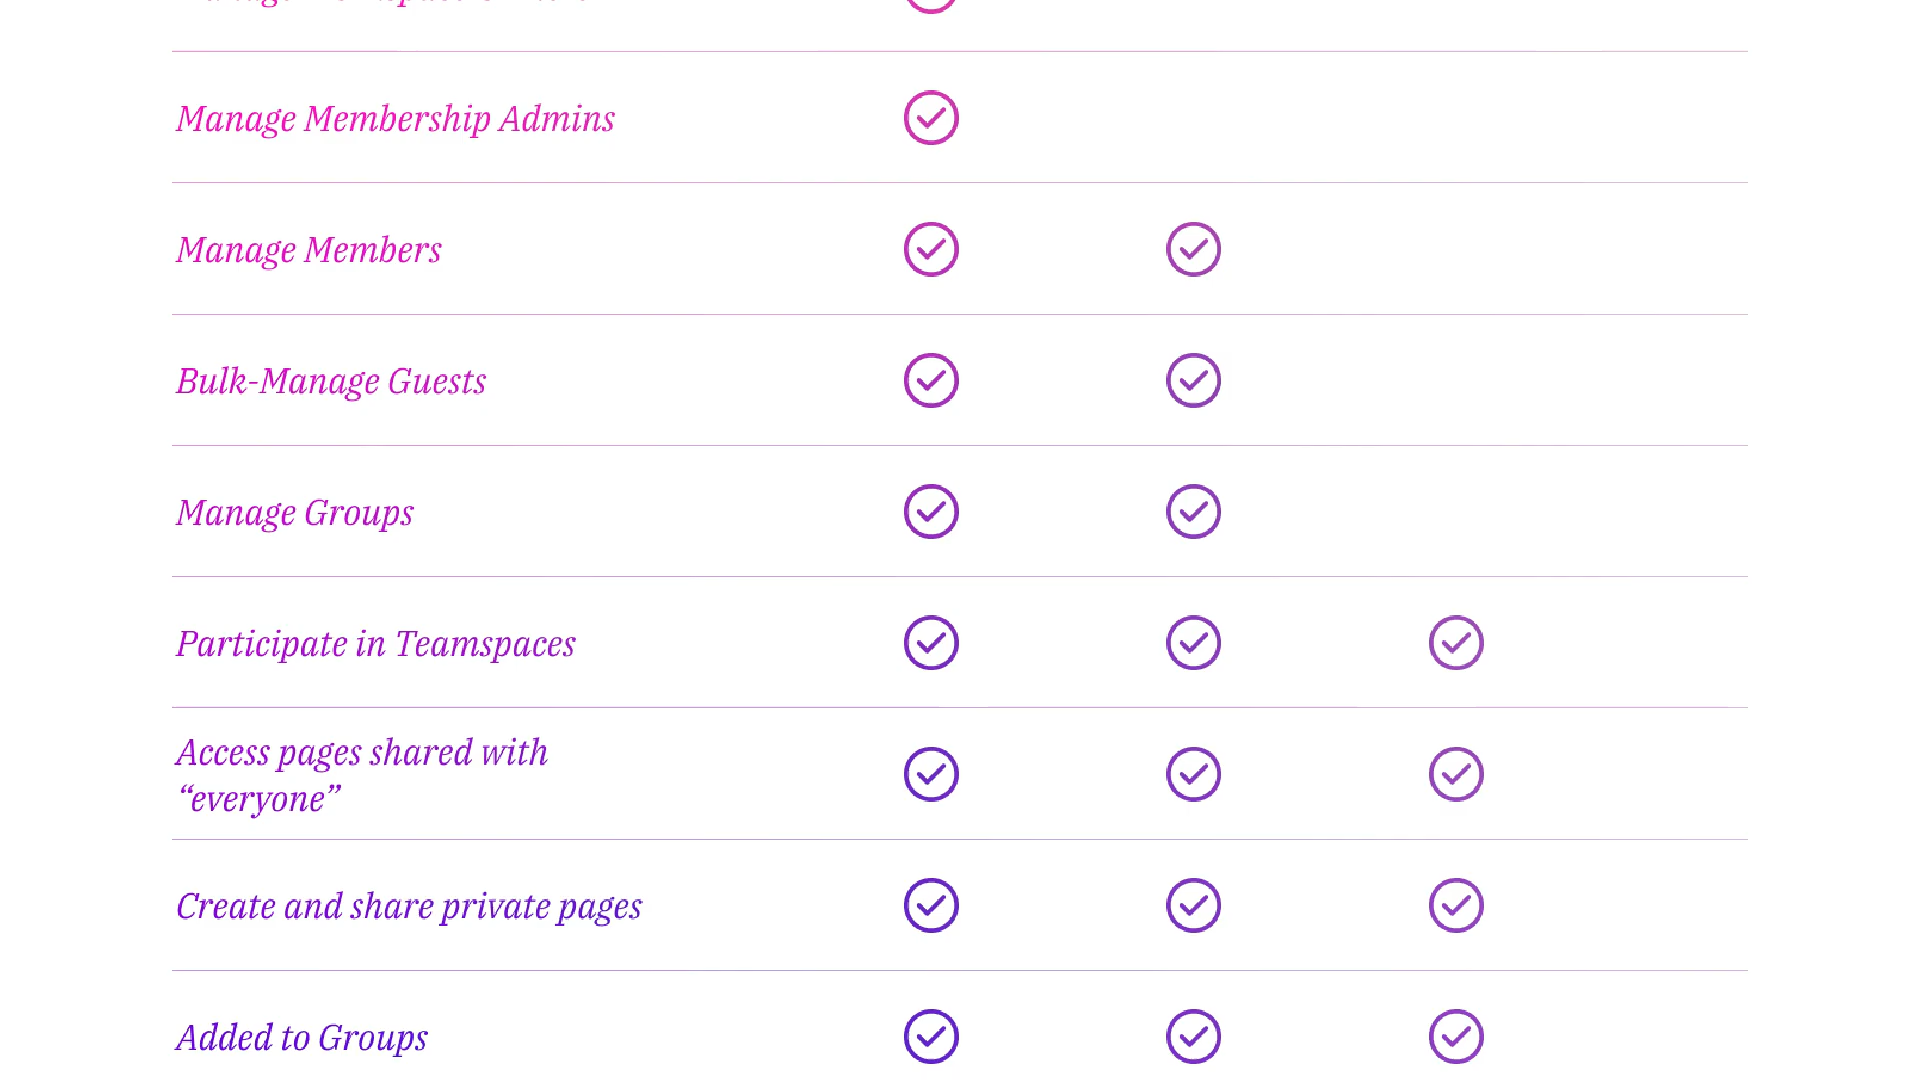 Manage Membership Admins
Manage Members
Bulk-Manage Guests
Manage Groups
Participate in Teamspaces
Access pages shared with
“everyone”
Create and share private pages
Added to Groups